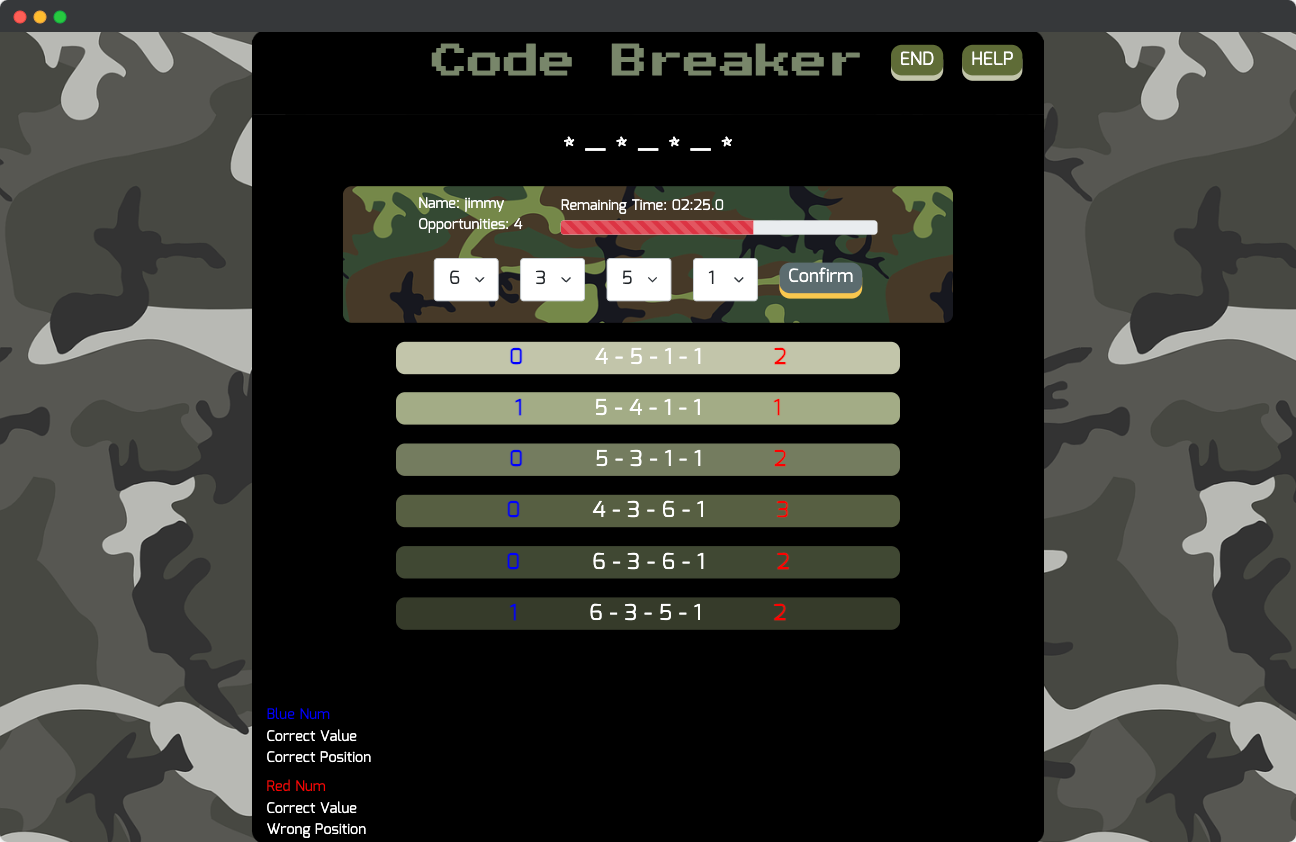 Code Breaker END HELP
* _ * _ * _ *
Name: jimmy
Opportunities: 4
Remaining Time: 02:25.0
6 3 5 1 Confirm
0 4 - 5 - 1 - 1 2
1 5 - 4 - 1 - 1 1
0 5 - 3 - 1 - 1 2
0 4 - 3 - 6 - 1 3
0 6 - 3 - 6 - 1 2
1 6 - 3 - 5 - 1 2
Blue Num
Correct Value
Correct Position
Red Num
Correct Value
Wrong Position